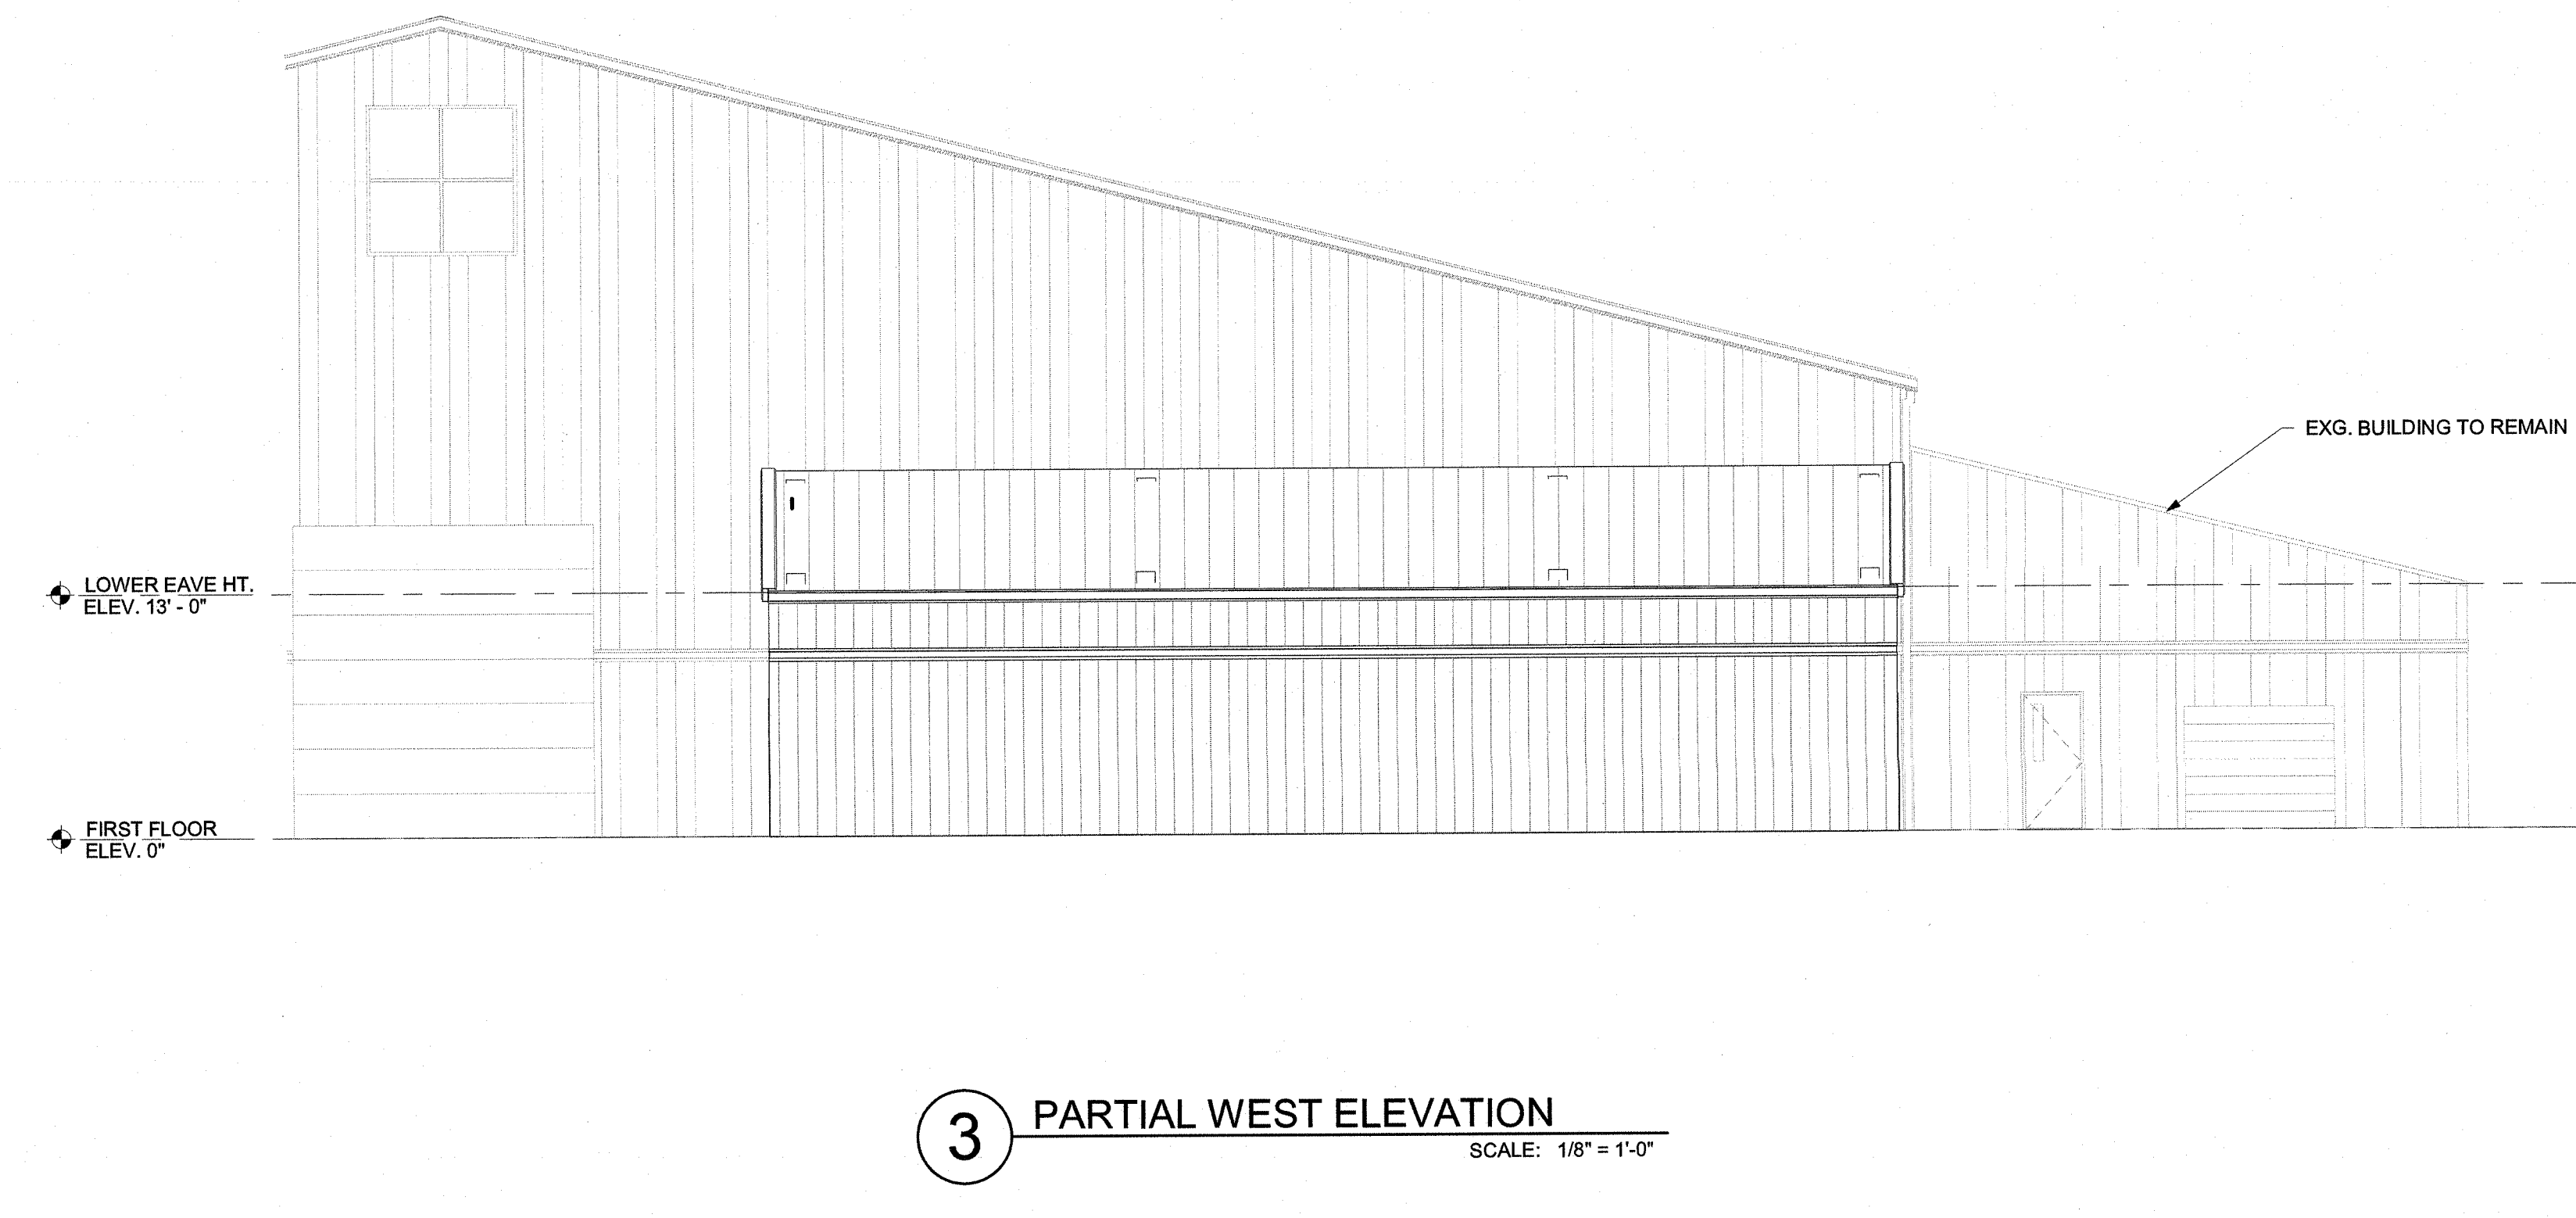 EXG. BUILDING TO REMAIN
LOWER EAVE HT.
ELEV. 13' - 0"
FIRST FLOOR
ELEV. 0"
3
PARTIAL WEST ELEVATION
SCALE: 1/8" = 1'-0"